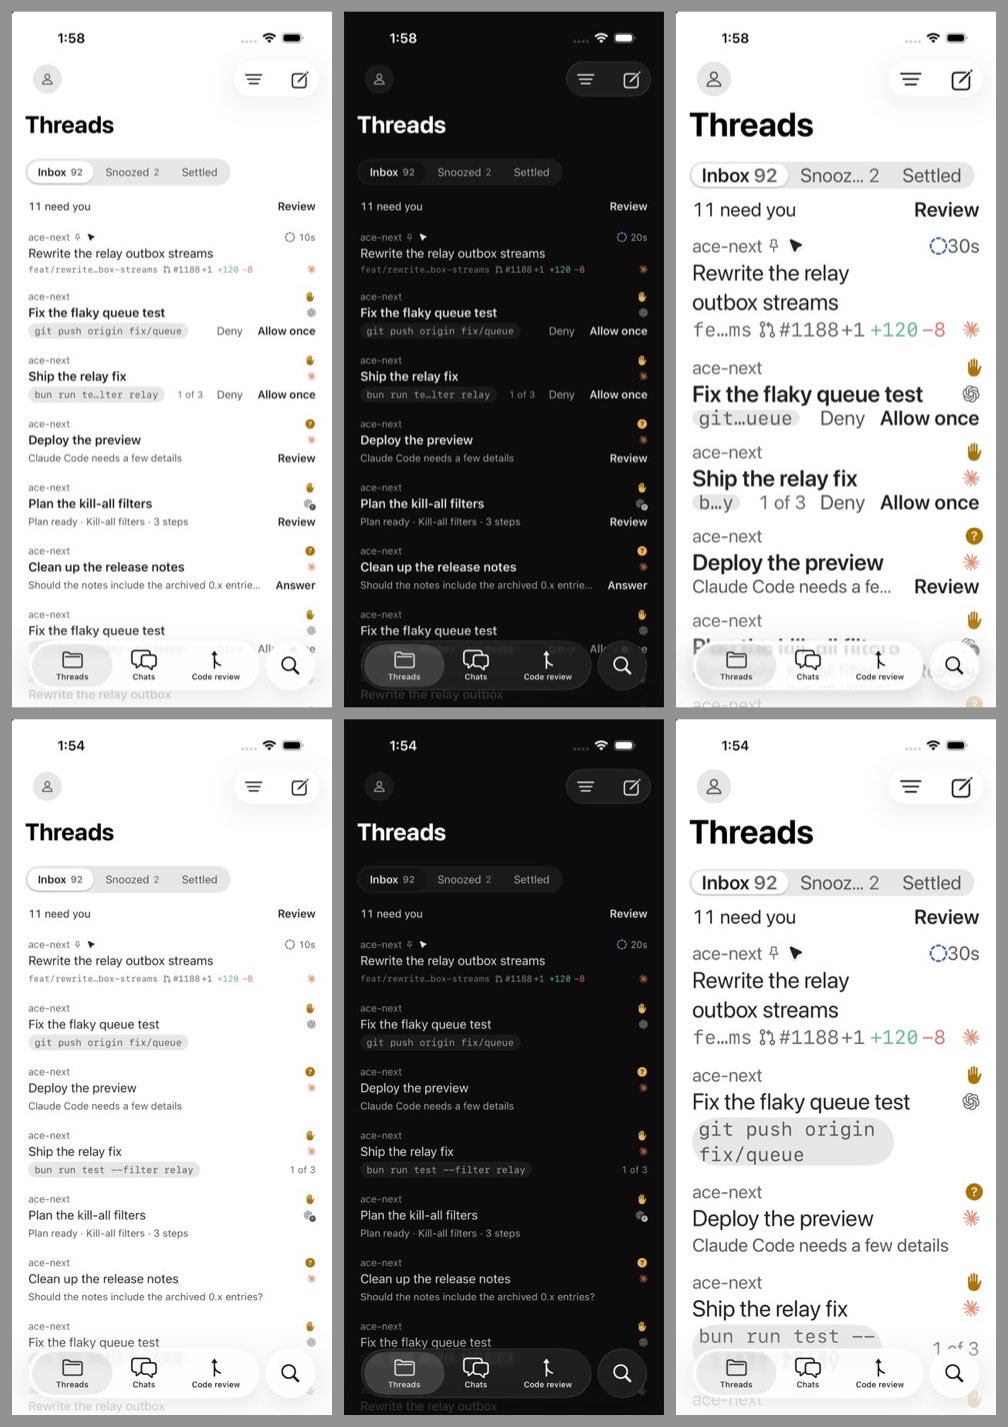 1:58
Threads
Inbox 92 Snoozed 2 Settled
11 need you Review
ace-next 10s
Rewrite the relay outbox streams
feat/rewrite…box-streams #1188+1 +120 −8
ace-next
Fix the flaky queue test
git push origin fix/queue Deny Allow once
ace-next
Ship the relay fix
bun run te…lter relay 1 of 3 Deny Allow once
ace-next
Deploy the preview
Claude Code needs a few details Review
ace-next
Plan the kill-all filters
Plan ready · Kill-all filters · 3 steps Review
ace-next
Clean up the release notes
Should the notes include the archived 0.x entrie... Answer
ace-next
Fix the flaky queue test
Threads Chats Code review
Rewrite the relay outbox
1:58
Threads
Inbox 92 Snoozed 2 Settled
11 need you Review
ace-next 20s
Rewrite the relay outbox streams
feat/rewrite…box-streams #1188+1 +120 −8
ace-next
Fix the flaky queue test
git push origin fix/queue Deny Allow once
ace-next
Ship the relay fix
bun run te…lter relay 1 of 3 Deny Allow once
ace-next
Deploy the preview
Claude Code needs a few details Review
ace-next
Plan the kill-all filters
Plan ready · Kill-all filters · 3 steps Review
ace-next
Clean up the release notes
Should the notes include the archived 0.x entrie... Answer
ace-next
Fix the flaky queue test
Threads Chats Code review
Rewrite the relay outbox
1:58
Threads
Inbox 92 Snooz... 2 Settled
11 need you Review
ace-next 30s
Rewrite the relay
outbox streams
fe…ms #1188+1 +120 −8
ace-next
Fix the flaky queue test
git…ueue Deny Allow once
ace-next
Ship the relay fix
b…y 1 of 3 Deny Allow once
ace-next
Deploy the preview
Claude Code needs a fe... Review
ace-next
Plan the kill-all filters
Threads Chats Code review
ace-next
1:54
Threads
Inbox 92 Snoozed 2 Settled
11 need you Review
ace-next 10s
Rewrite the relay outbox streams
feat/rewrite…box-streams #1188+1 +120 −8
ace-next
Fix the flaky queue test
git push origin fix/queue
ace-next
Deploy the preview
Claude Code needs a few details
ace-next
Ship the relay fix
bun run test --filter relay 1 of 3
ace-next
Plan the kill-all filters
Plan ready · Kill-all filters · 3 steps
ace-next
Clean up the release notes
Should the notes include the archived 0.x entries?
ace-next
Fix the flaky queue test
Threads Chats Code review
Rewrite the relay outbox
1:54
Threads
Inbox 92 Snoozed 2 Settled
11 need you Review
ace-next 20s
Rewrite the relay outbox streams
feat/rewrite…box-streams #1188+1 +120 −8
ace-next
Fix the flaky queue test
git push origin fix/queue
ace-next
Deploy the preview
Claude Code needs a few details
ace-next
Ship the relay fix
bun run test --filter relay 1 of 3
ace-next
Plan the kill-all filters
Plan ready · Kill-all filters · 3 steps
ace-next
Clean up the release notes
Should the notes include the archived 0.x entries?
ace-next
Fix the flaky queue test
Threads Chats Code review
Rewrite the relay outbox
1:54
Threads
Inbox 92 Snooz... 2 Settled
11 need you Review
ace-next 30s
Rewrite the relay
outbox streams
fe…ms #1188+1 +120 −8
ace-next
Fix the flaky queue test
git push origin
fix/queue
ace-next
Deploy the preview
Claude Code needs a few details
ace-next
Ship the relay fix
bun run test --
1 of 3
Threads Chats Code review
ace-next